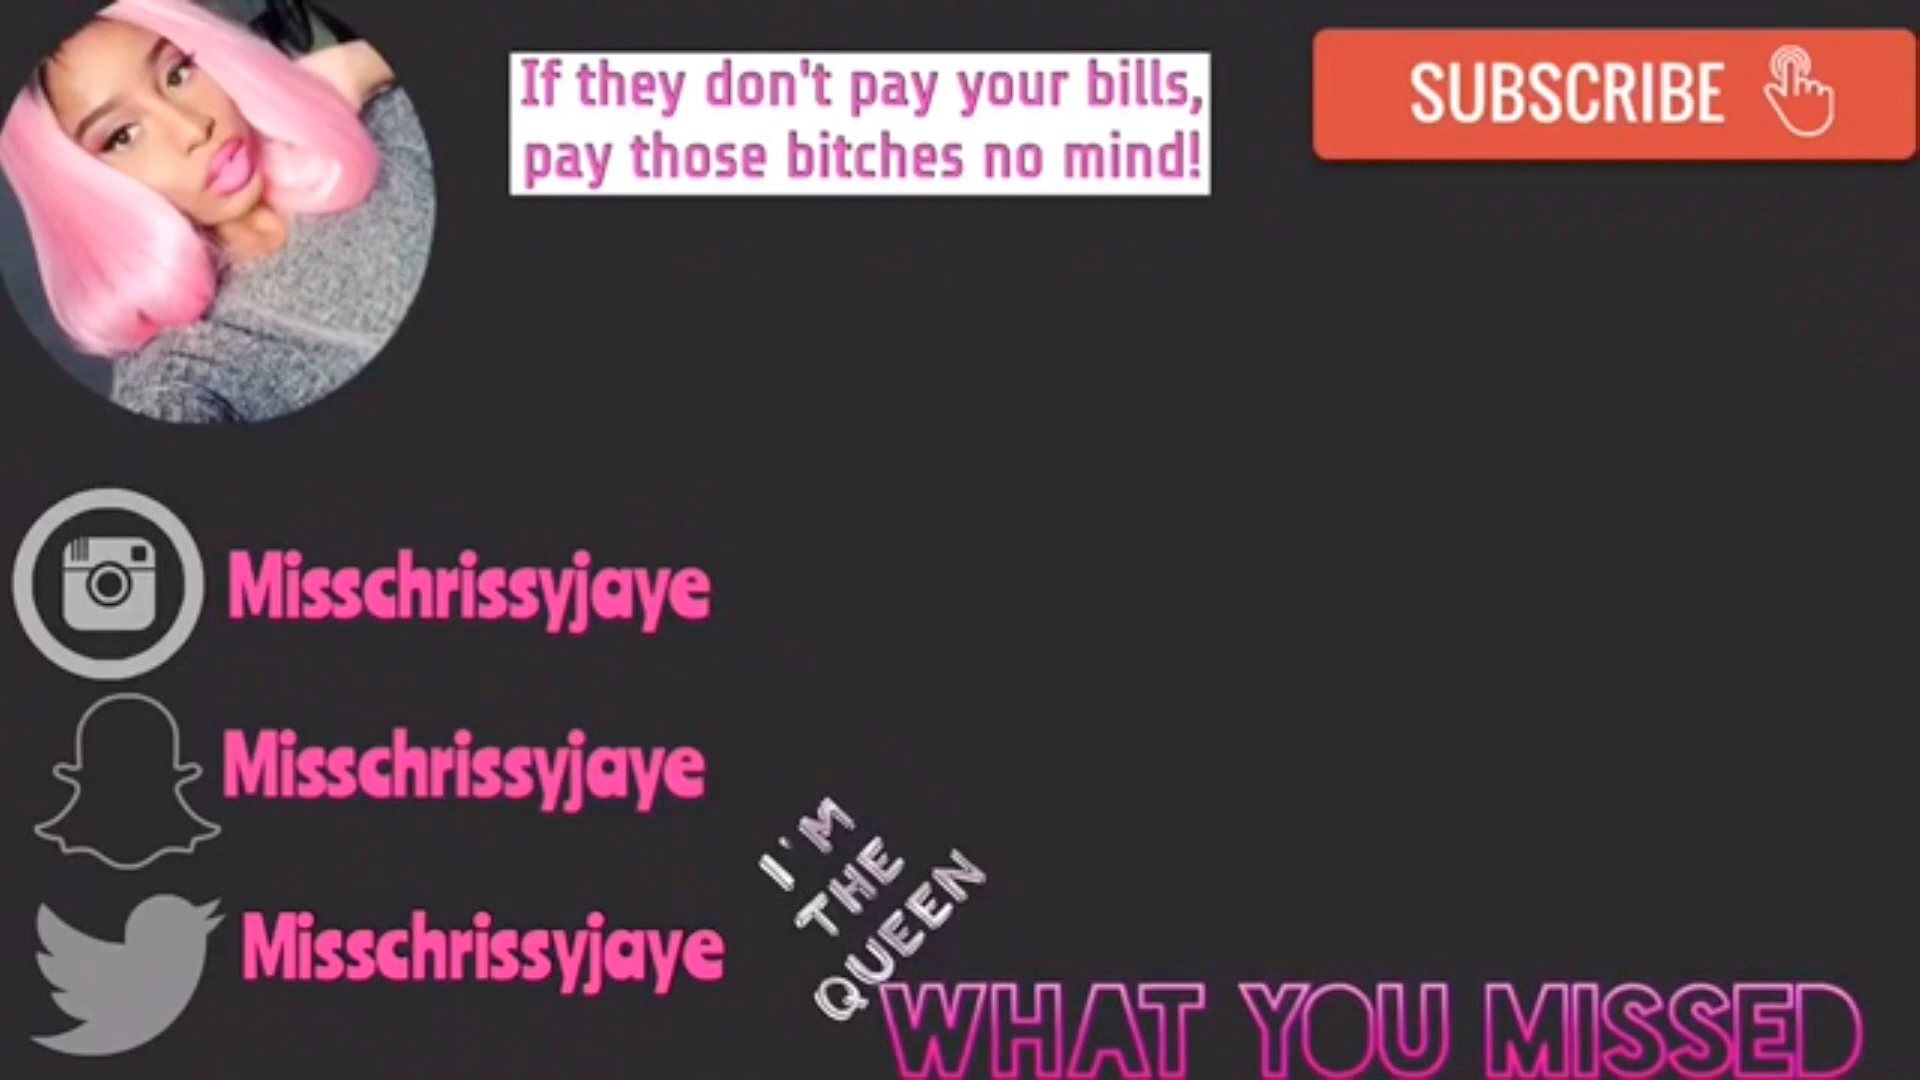 If they don't pay your bills,
pay those bitches no mind!
SUBSCRIBE
Misschrissyjaye
Misschrissyjaye
Misschrissyjaye
I'M
THE
QUEEN
WHAT YOU MISSED